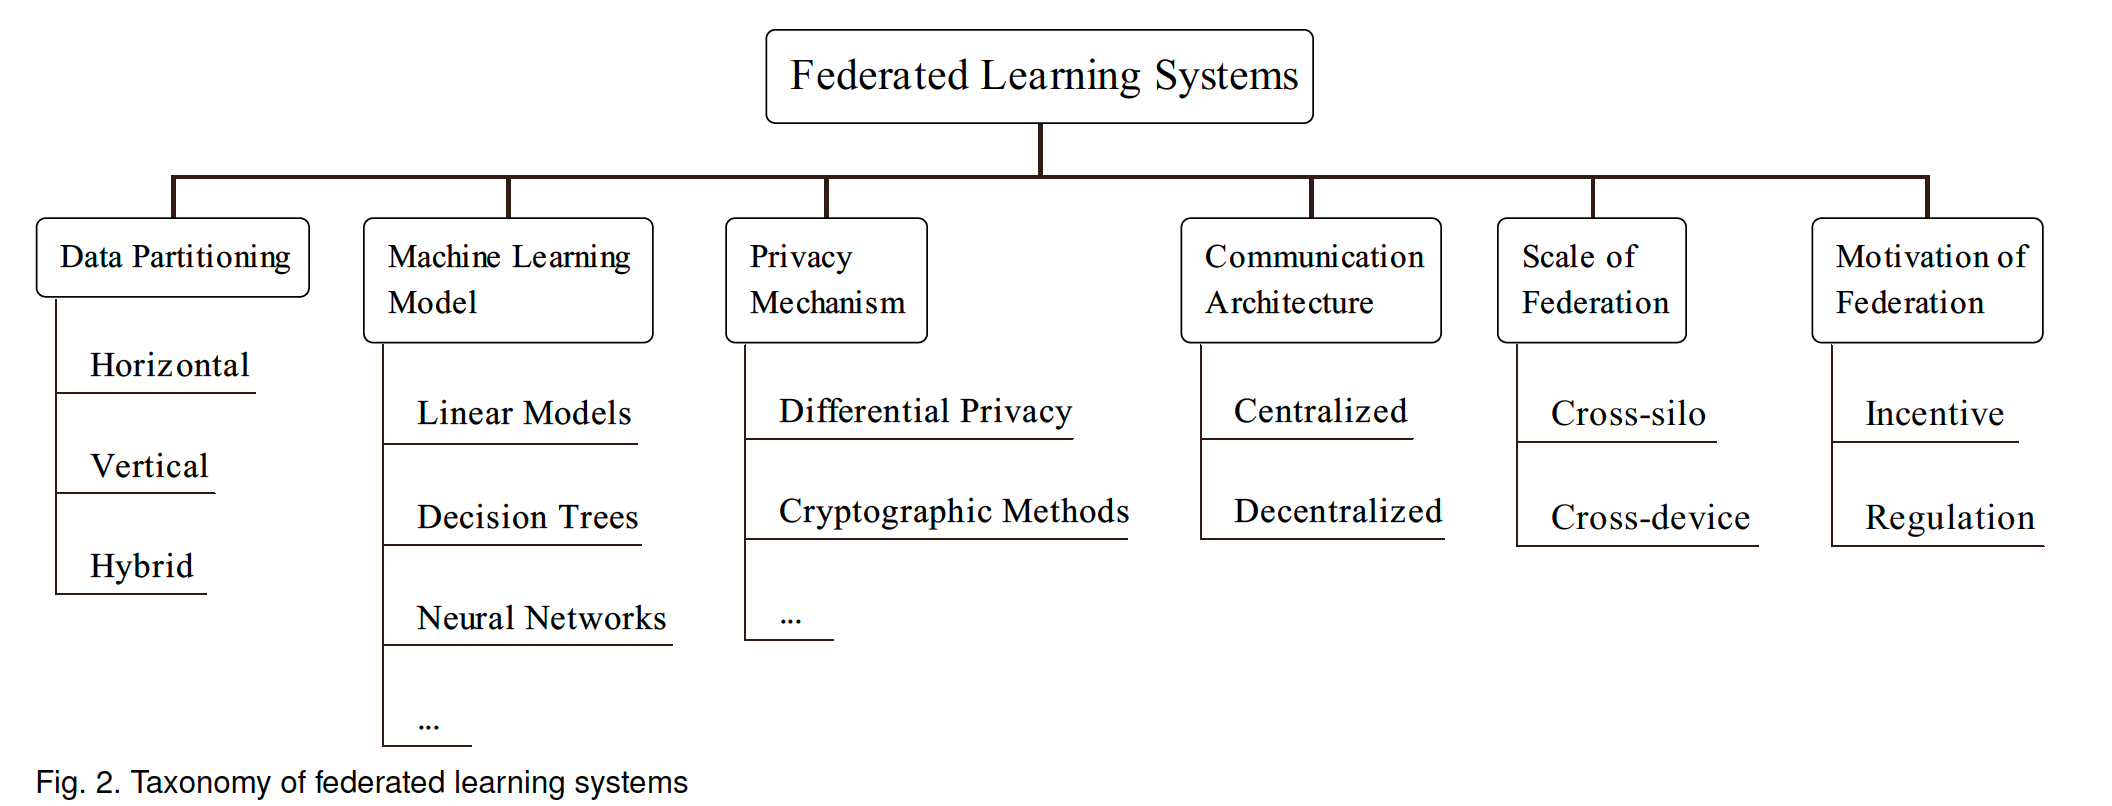 Federated Learning Systems
Data Partitioning
Horizontal
Vertical
Hybrid
Machine Learning
Model
Linear Models
Decision Trees
Neural Networks
...
Privacy
Mechanism
Differential Privacy
Cryptographic Methods
...
Communication
Architecture
Centralized
Decentralized
Scale of
Federation
Cross-silo
Cross-device
Motivation of
Federation
Incentive
Regulation
Fig. 2. Taxonomy of federated learning systems